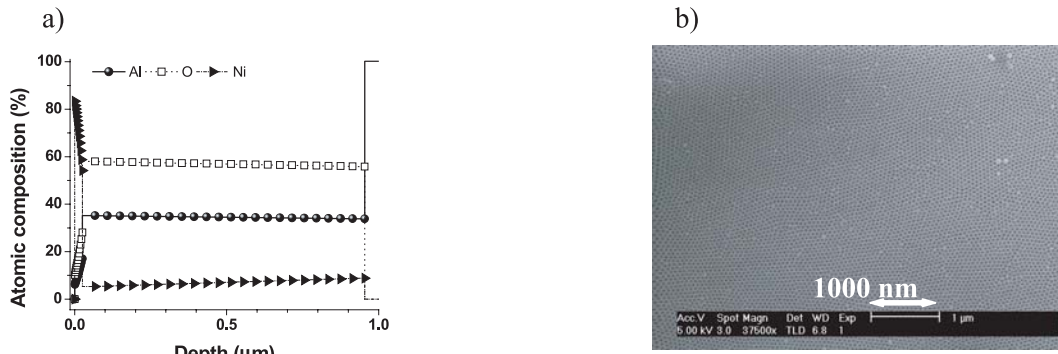 a)
b)
100
80
60
40
20
0
Atomic composition (%)
Al O Ni
0.0 0.5 1.0
Depth (µm)
1000 nm
Acc.V Spot Magn Det WD Exp
5.00 kV 3.0 37500x TLD 6.8 1 1 µm